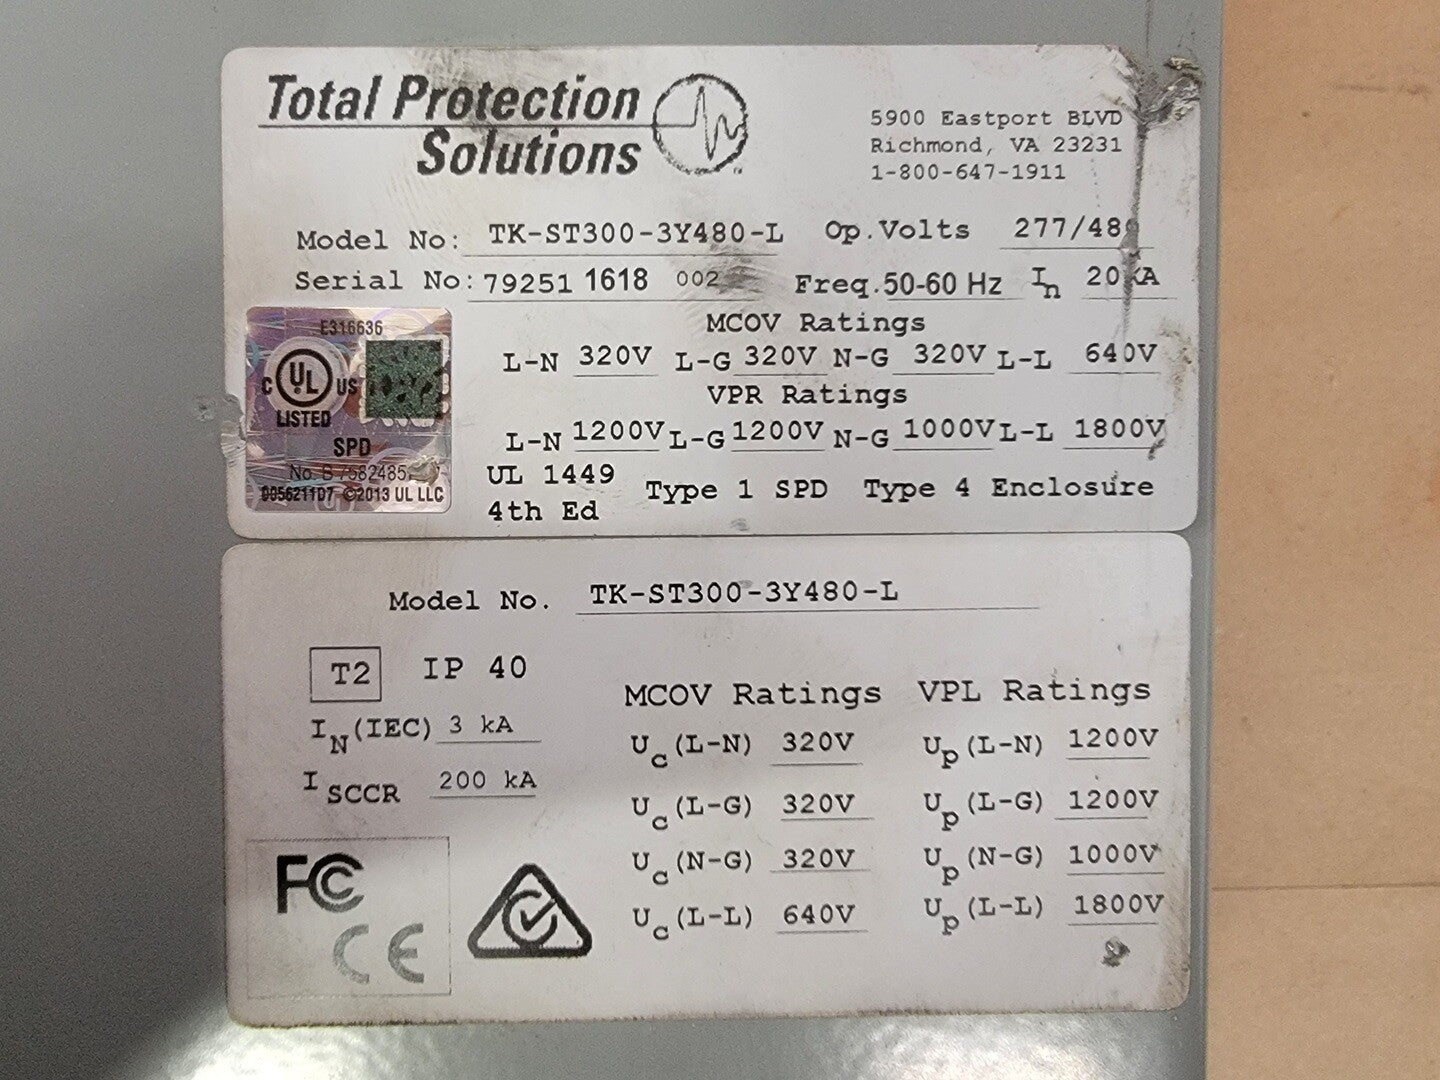 Total Protection
Solutions
5900 Eastport BLVD
Richmond, VA 23231
1-800-647-1911
Model No: TK-ST300-3Y480-L Op.Volts 277/480
Serial No: 79251 1618 002 Freq. 50-60 Hz In 20 kA
MCOV Ratings
L-N 320V L-G 320V N-G 320V L-L 640V
VPR Ratings
L-N 1200V L-G 1200V N-G 1000V L-L 1800V
UL 1449
4th Ed
Type 1 SPD Type 4 Enclosure
E316636
C UL US
LISTED
SPD
No.
0056211D7 ©2013 UL LLC
Model No. TK-ST300-3Y480-L
T2 IP 40
IN(IEC) 3 kA
ISCCR 200 kA
MCOV Ratings VPL Ratings
Uc(L-N) 320V Up(L-N) 1200V
Uc(L-G) 320V Up(L-G) 1200V
Uc(N-G) 320V Up(N-G) 1000V
Uc(L-L) 640V Up(L-L) 1800V
FC
CE